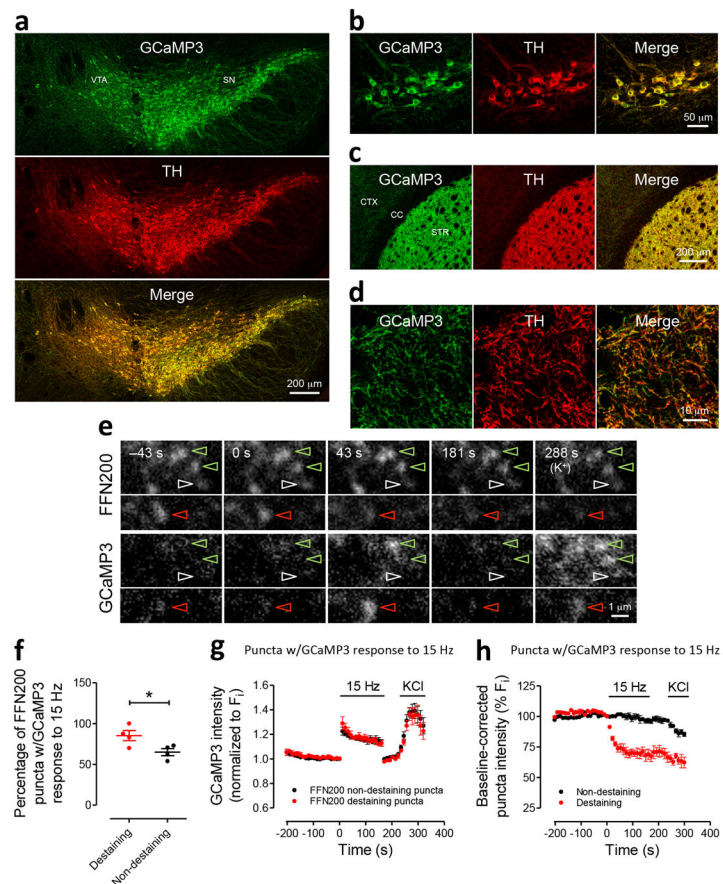 a
GCaMP3
VTA
SN
TH
Merge
200 μm
b
GCaMP3
TH
Merge
50 μm
c
GCaMP3
TH
Merge
CTX
CC
STR
200 μm
d
GCaMP3
TH
Merge
10 μm
e
FFN200
–43 s
0 s
43 s
181 s
288 s
(K⁺)
GCaMP3
1 μm
f
Percentage of FFN200
puncta w/GCaMP3
response to 15 Hz
150
100
50
0
*
Destaining
Non-destaining
g
Puncta w/GCaMP3 response to 15 Hz
GCaMP3 intensity
(normalized to Fᵢ)
1.6
1.4
1.2
1.0
0.8
0.6
15 Hz
KCl
FFN200 non-destaining puncta
FFN200 destaining puncta
-200
-100
0
100
200
300
400
Time (s)
h
Puncta w/GCaMP3 response to 15 Hz
Baseline-corrected
puncta intensity (% Fᵢ)
125
100
75
50
25
0
15 Hz
KCl
Non-destaining
Destaining
-200
-100
0
100
200
300
400
Time (s)